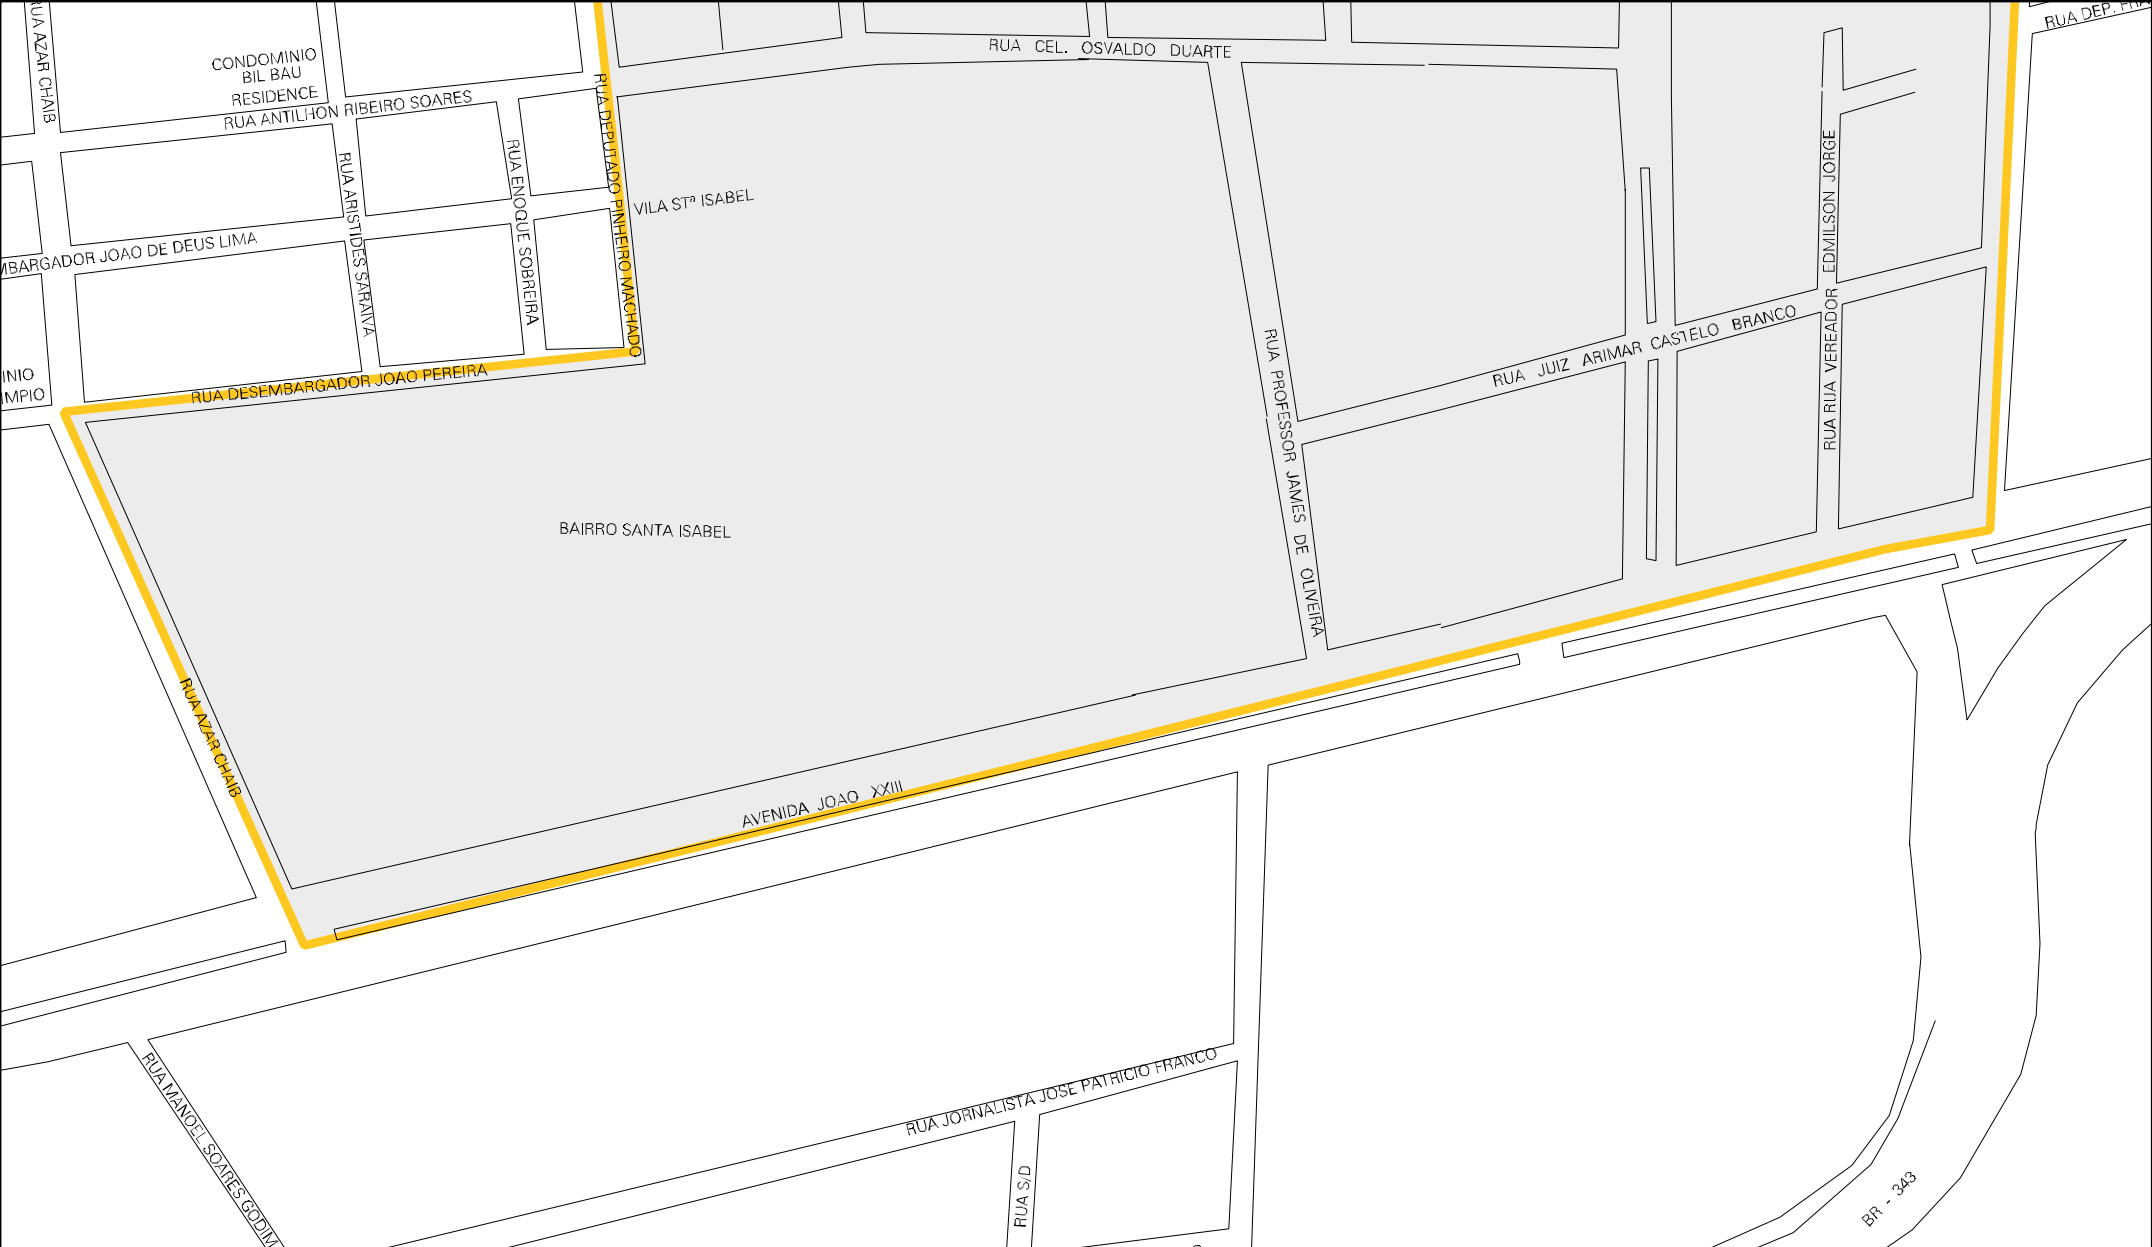 RUA AZAR CHAIB
CONDOMINIO
BIL BAU
RESIDENCE
RUA ANTILHON RIBEIRO SOARES
RUA CEL. OSVALDO DUARTE
RUA DEP.
RUA DEPUTADO PINHEIRO MACHADO
RUA ARISTIDES SARAIVA
RUA ENOQUE SOBREIRA
VILA STª ISABEL
MBARGADOR JOAO DE DEUS LIMA
RUA RUA VEREADOR EDMILSON JORGE
RUA JUIZ ARIMAR CASTELO BRANCO
RUA PROFESSOR JAMES DE OLIVEIRA
INIO
IMPIO
RUA DESEMBARGADOR JOAO PEREIRA
BAIRRO SANTA ISABEL
RUA AZAR CHAIB
AVENIDA JOAO XXIII
RUA MANOEL SOARES GODIM
RUA JORNALISTA JOSE PATRICIO FRANCO
RUA S/D
BR - 343